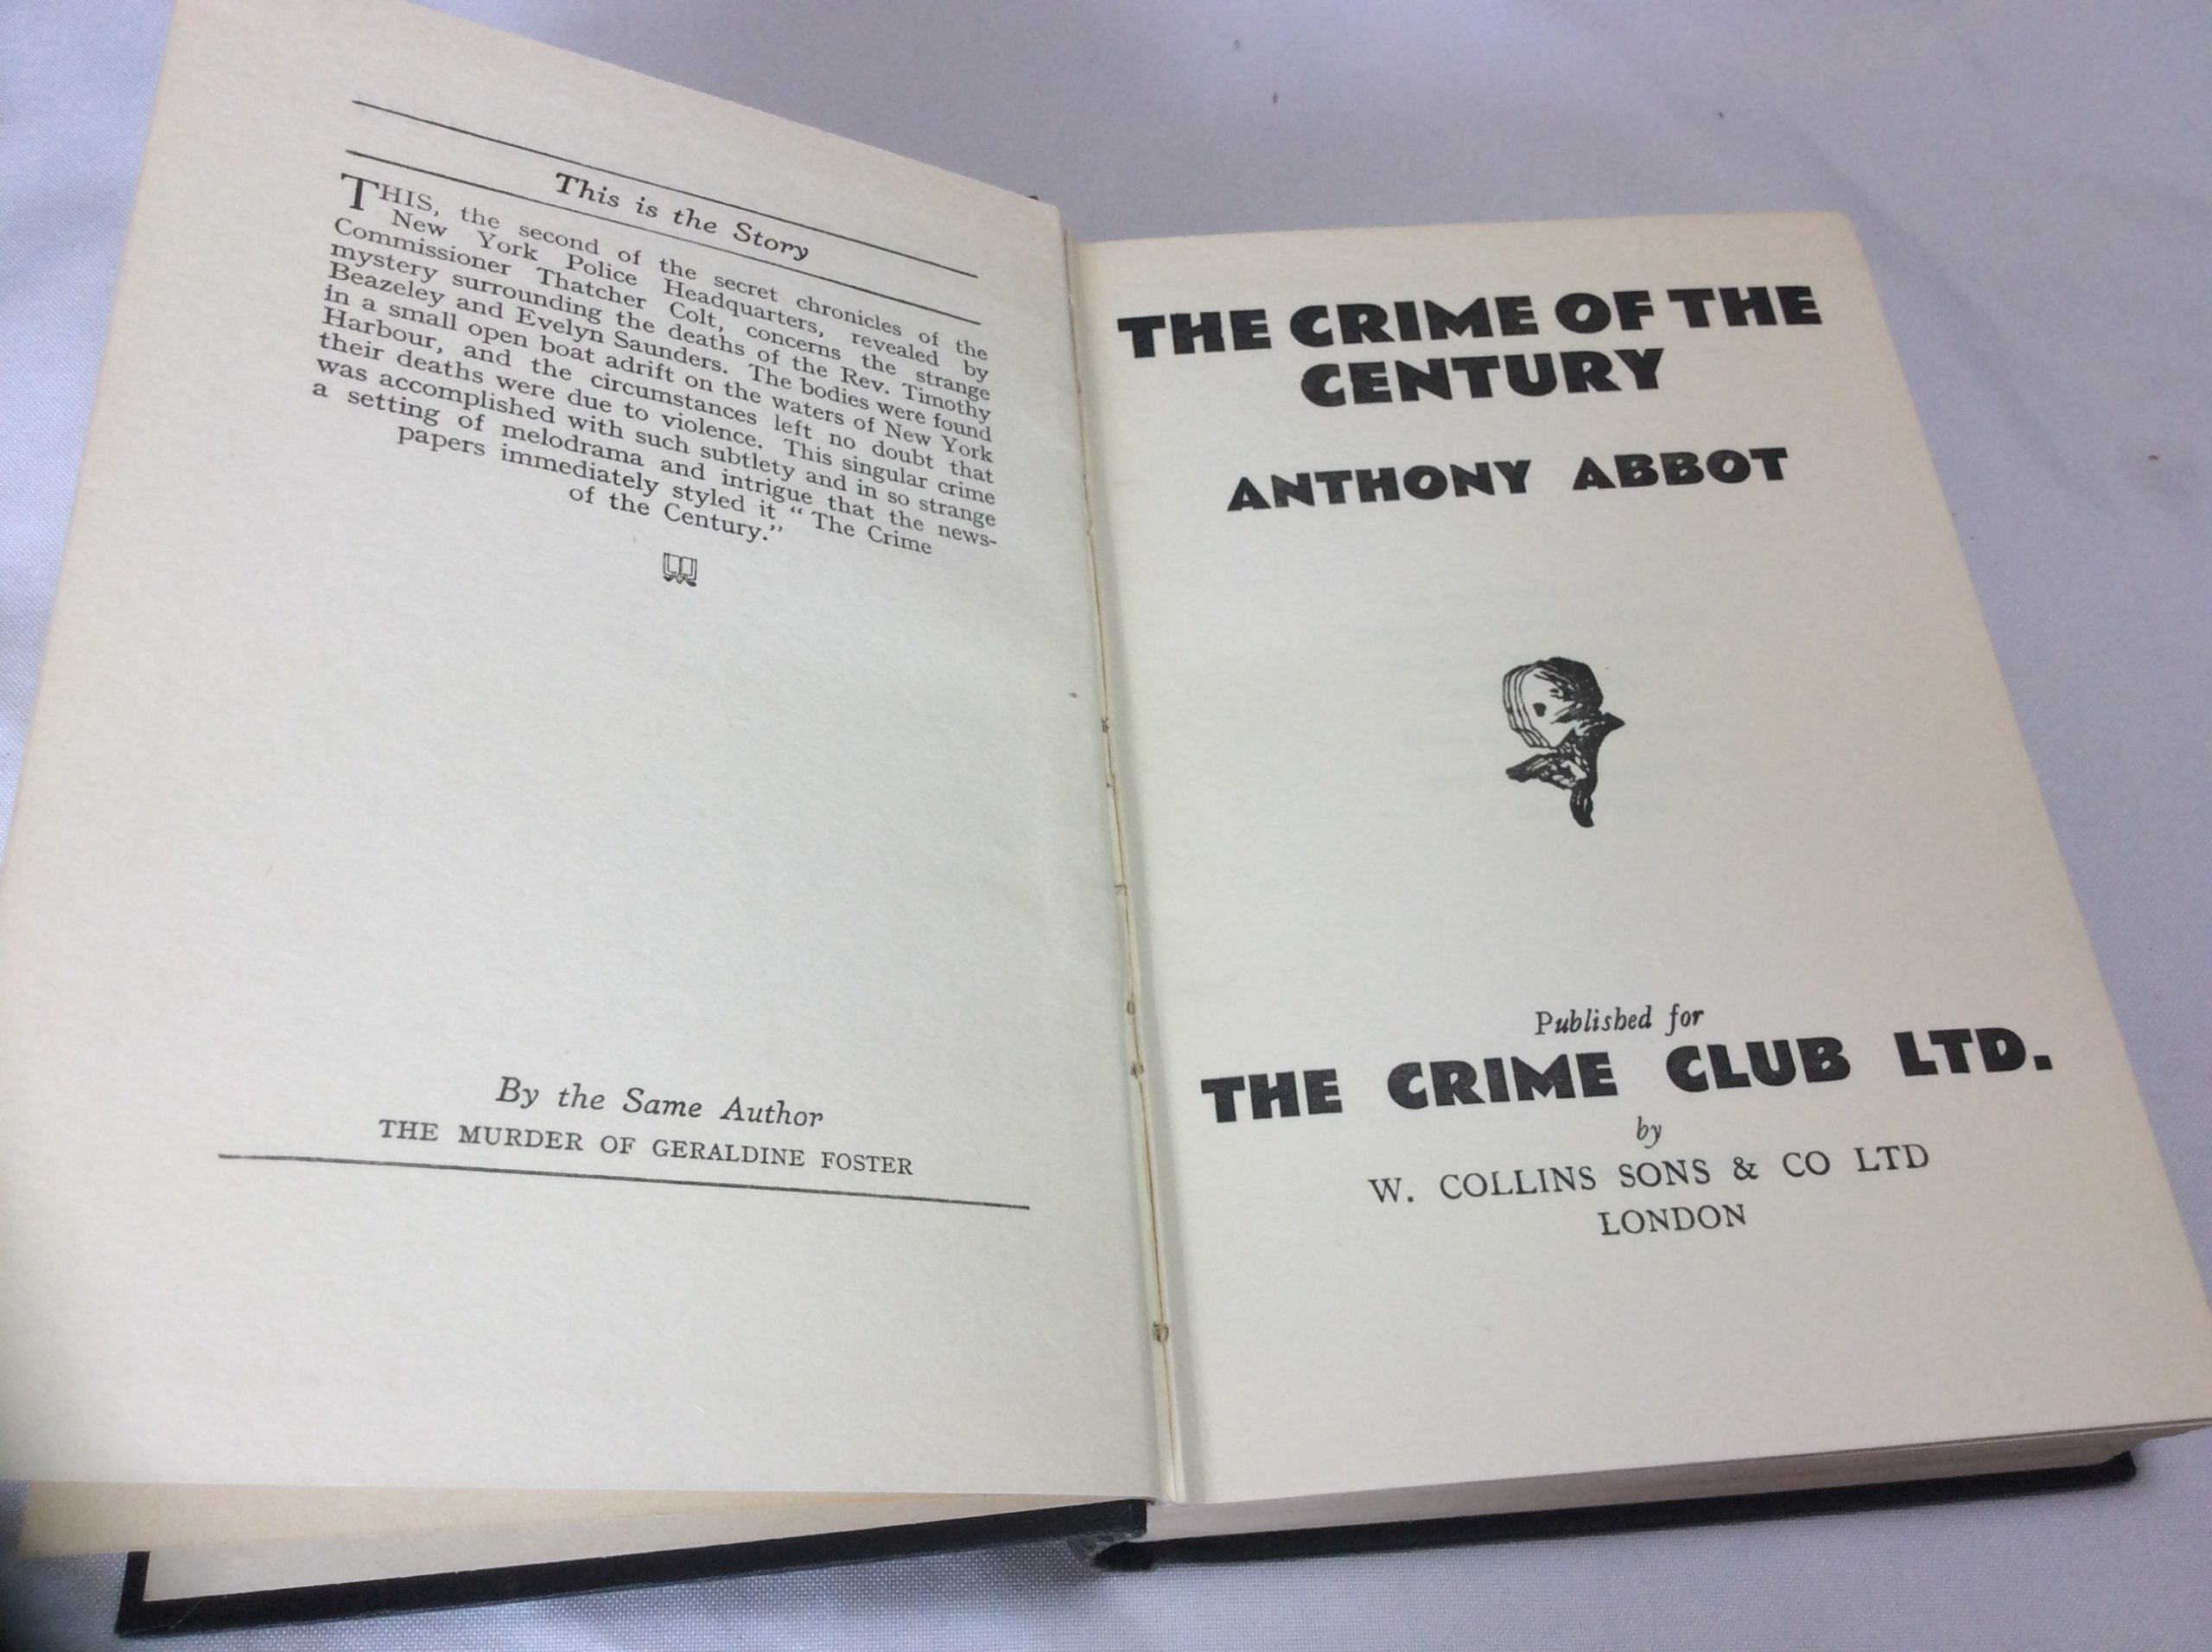 This is the Story
THIS, the second of the secret chronicles of the
New York Police Headquarters, revealed by
Commissioner Thatcher Colt, concerns the strange
mystery surrounding the deaths of the Rev. Timothy
Beazeley and Evelyn Saunders. The bodies were found
in a small open boat adrift on the waters of New York
Harbour, and the circumstances left no doubt that
their deaths were due to violence. This singular crime
was accomplished with such subtlety and in so strange
a setting of melodrama and intrigue that the news-
papers immediately styled it “ The Crime
of the Century.”
By the Same Author
THE MURDER OF GERALDINE FOSTER
THE CRIME OF THE
CENTURY
ANTHONY ABBOT
Published for
THE CRIME CLUB LTD.
by
W. COLLINS SONS & CO LTD
LONDON